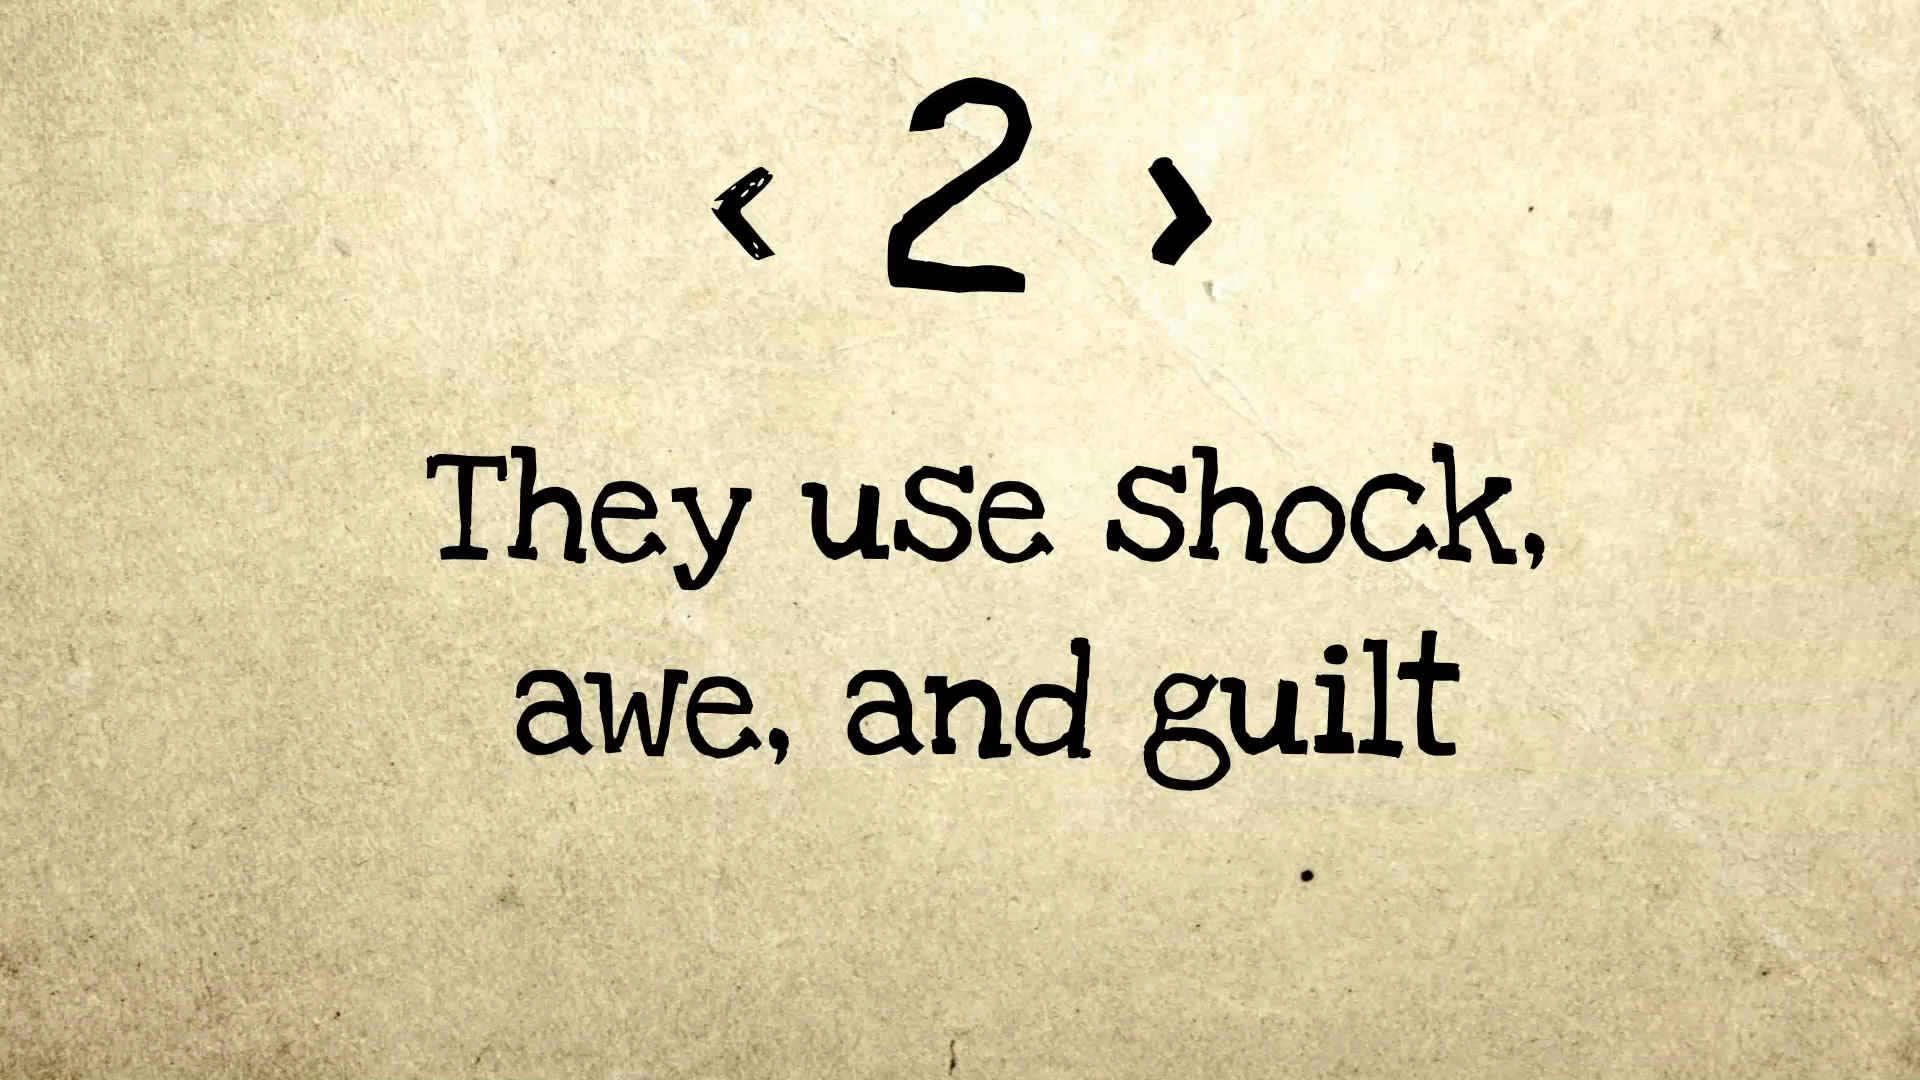 ‹ 2 ›
They use shock,
awe, and guilt